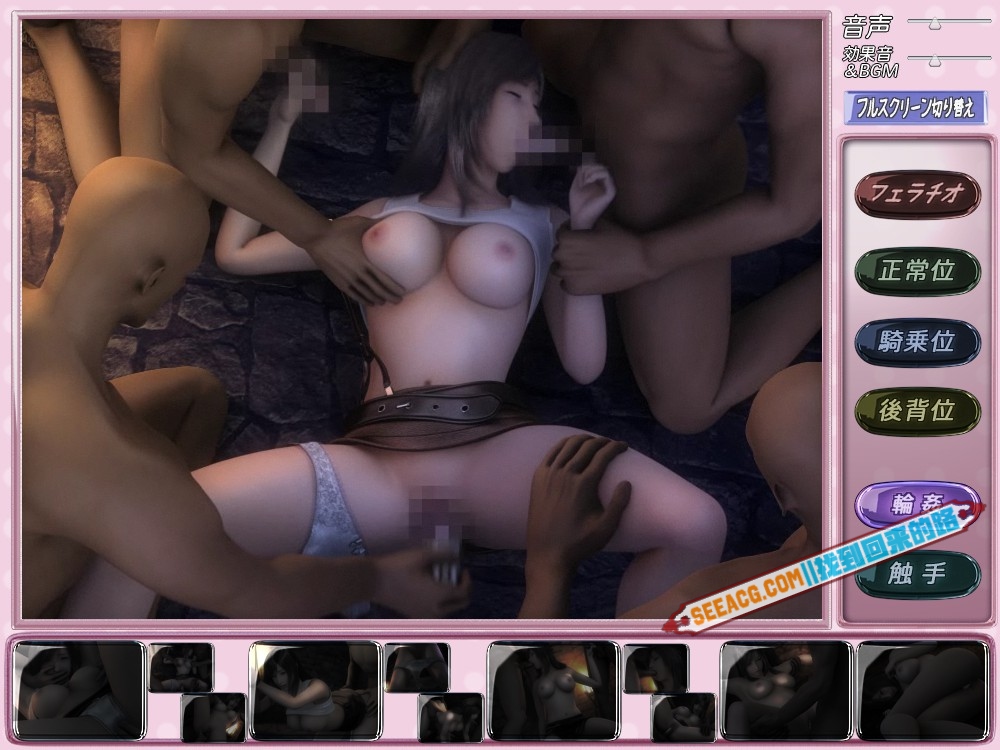 音声
効果音
&BGM
フルスクリーン切り替え
フェラチオ
正常位
騎乗位
後背位
輪姦
触手
SEEACG.COM||找到回来的路